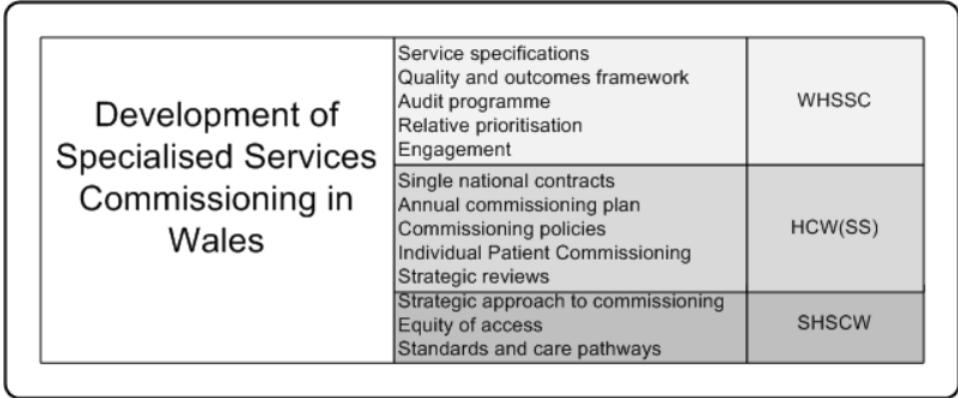 Development of
Specialised Services
Commissioning in
Wales
Service specifications
Quality and outcomes framework
Audit programme
Relative prioritisation
Engagement
WHSSC
Single national contracts
Annual commissioning plan
Commissioning policies
Individual Patient Commissioning
Strategic reviews
HCW(SS)
Strategic approach to commissioning
Equity of access
Standards and care pathways
SHSCW